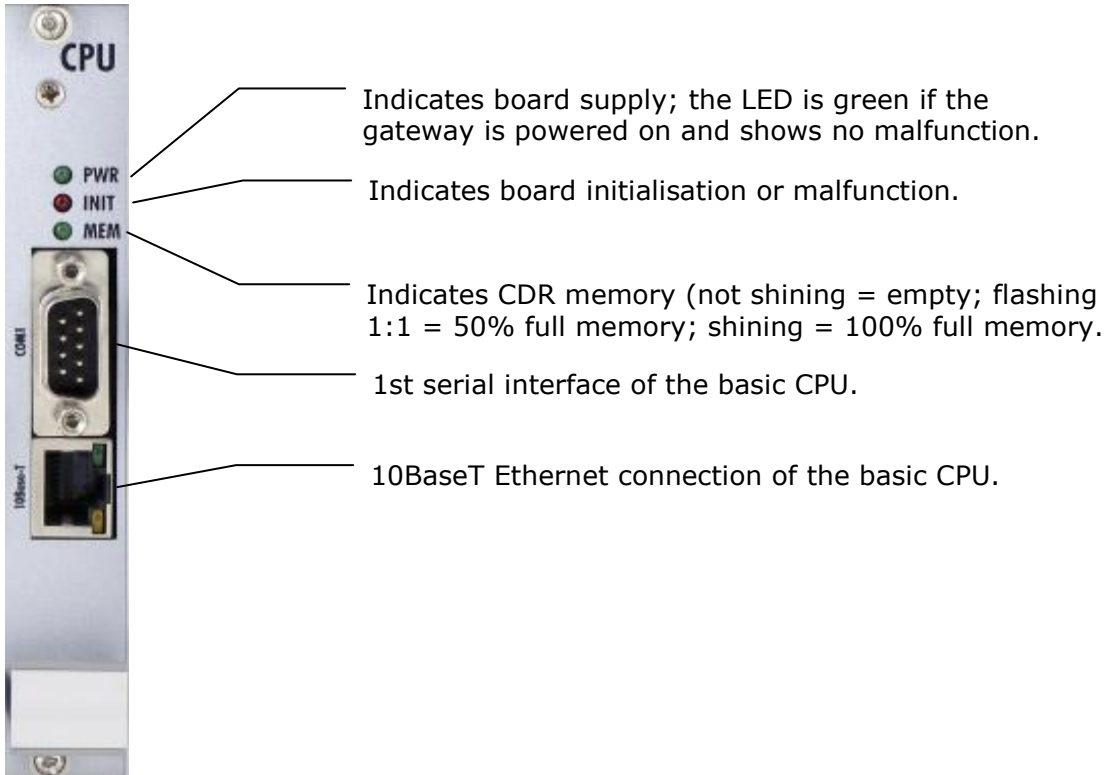 CPU
Indicates board supply; the LED is green if the
gateway is powered on and shows no malfunction.
PWR
Indicates board initialisation or malfunction.
INIT
MEM
Indicates CDR memory (not shining = empty; flashing
1:1 = 50% full memory; shining = 100% full memory.
COM1
1st serial interface of the basic CPU.
10Base-T
10BaseT Ethernet connection of the basic CPU.